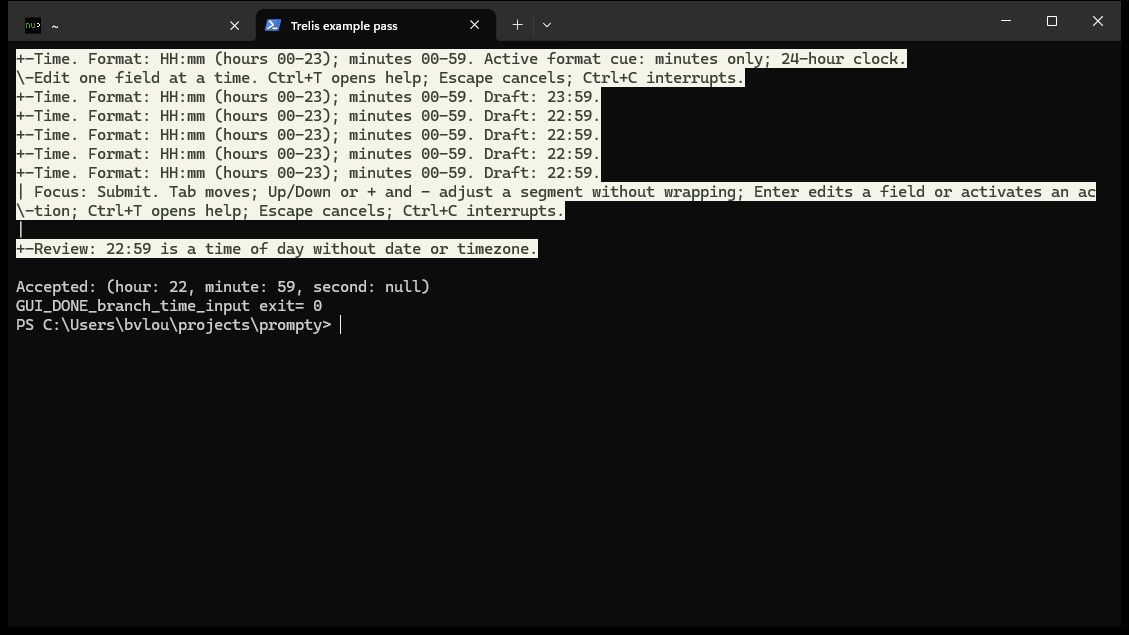 nu> ~
Trelis example pass
+-Time. Format: HH:mm (hours 00-23); minutes 00-59. Active format cue: minutes only; 24-hour clock.
\-Edit one field at a time. Ctrl+T opens help; Escape cancels; Ctrl+C interrupts.
+-Time. Format: HH:mm (hours 00-23); minutes 00-59. Draft: 23:59.
+-Time. Format: HH:mm (hours 00-23); minutes 00-59. Draft: 22:59.
+-Time. Format: HH:mm (hours 00-23); minutes 00-59. Draft: 22:59.
+-Time. Format: HH:mm (hours 00-23); minutes 00-59. Draft: 22:59.
+-Time. Format: HH:mm (hours 00-23); minutes 00-59. Draft: 22:59.
| Focus: Submit. Tab moves; Up/Down or + and - adjust a segment without wrapping; Enter edits a field or activates an ac
\-tion; Ctrl+T opens help; Escape cancels; Ctrl+C interrupts.
|
+-Review: 22:59 is a time of day without date or timezone.
Accepted: (hour: 22, minute: 59, second: null)
GUI_DONE_branch_time_input exit= 0
PS C:\Users\bvlou\projects\prompty>